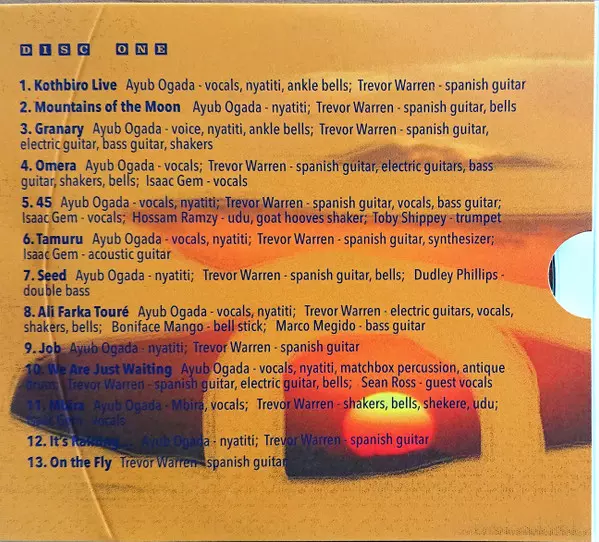 DISC ONE
1. Kothbiro Live Ayub Ogada - vocals, nyatiti, ankle bells; Trevor Warren - spanish guitar
2. Mountains of the Moon Ayub Ogada - nyatiti; Trevor Warren - spanish guitar, bells
3. Granary Ayub Ogada - voice, nyatiti, ankle bells; Trevor Warren - spanish guitar,
electric guitar, bass guitar, shakers
4. Omera Ayub Ogada - vocals; Trevor Warren - spanish guitar, electric guitars, bass
guitar, shakers, bells; Isaac Gem - vocals
5. 45 Ayub Ogada - vocals, nyatiti; Trevor Warren - spanish guitar, vocals, bass guitar;
Isaac Gem - vocals; Hossam Ramzy - udu, goat hooves shaker; Toby Shippey - trumpet
6. Tamuru Ayub Ogada - vocals, nyatiti; Trevor Warren - spanish guitar, synthesizer;
Isaac Gem - acoustic guitar
7. Seed Ayub Ogada - nyatiti; Trevor Warren - spanish guitar, bells; Dudley Phillips -
double bass
8. Ali Farka Touré Ayub Ogada - vocals, nyatiti; Trevor Warren - electric guitars, vocals,
shakers, bells; Boniface Mango - bell stick; Marco Megido - bass guitar
9. Job Ayub Ogada - nyatiti; Trevor Warren - spanish guitar
10. We Are Just Waiting Ayub Ogada - vocals, nyatiti, matchbox percussion, antique
drums; Trevor Warren - spanish guitar, electric guitar, bells; Sean Ross - guest vocals
11. Mbira Ayub Ogada - Mbira, vocals; Trevor Warren - shakers, bells, shekere, udu;
Isaac Gem - vocals
12. It's Ayub Ogada - nyatiti; Trevor Warren - spanish guitar
13. On the Fly Trevor Warren - spanish guitar